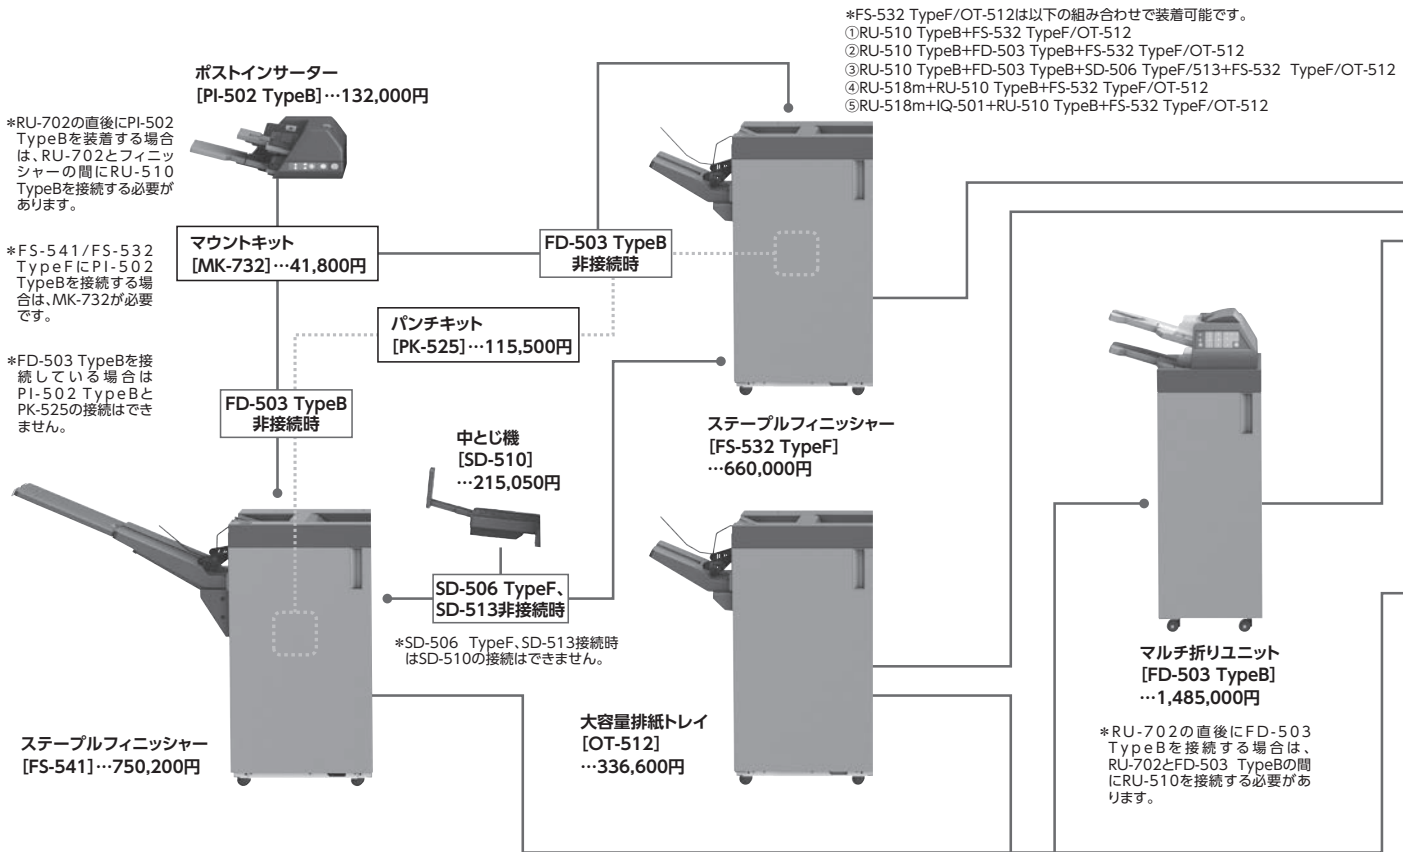 *FS-532 TypeF/OT-512は以下の組み合わせで装着可能です。
①RU-510 TypeB+FS-532 TypeF/OT-512
②RU-510 TypeB+FD-503 TypeB+FS-532 TypeF/OT-512
③RU-510 TypeB+FD-503 TypeB+SD-506 TypeF/513+FS-532 TypeF/OT-512
④RU-518m+RU-510 TypeB+FS-532 TypeF/OT-512
⑤RU-518m+IQ-501+RU-510 TypeB+FS-532 TypeF/OT-512
ポストインサーター
[PI-502 TypeB]…132,000円
*RU-702の直後にPI-502
TypeBを装着する場合
は、RU-702とフィニッ
シャーの間にRU-510
TypeBを接続する必要が
あります。
*FS-541/FS-532
TypeFにPI-502
TypeBを接続する場
合は、MK-732が必要
です。
*FD-503 TypeBを接
続している場合は
PI-502 TypeBと
PK-525の接続はでき
ません。
マウントキット
[MK-732]…41,800円
FD-503 TypeB
非接続時
パンチキット
[PK-525]…115,500円
FD-503 TypeB
非接続時
ステープルフィニッシャー
[FS-532 TypeF]
…660,000円
中とじ機
[SD-510]
…215,050円
SD-506 TypeF、
SD-513非接続時
*SD-506 TypeF、SD-513接続時
はSD-510の接続はできません。
ステープルフィニッシャー
[FS-541]…750,200円
大容量排紙トレイ
[OT-512]
…336,600円
マルチ折りユニット
[FD-503 TypeB]
…1,485,000円
*RU-702の直後にFD-503
TypeBを接続する場合は、
RU-702とFD-503 TypeBの間
にRU-510を接続する必要があ
ります。